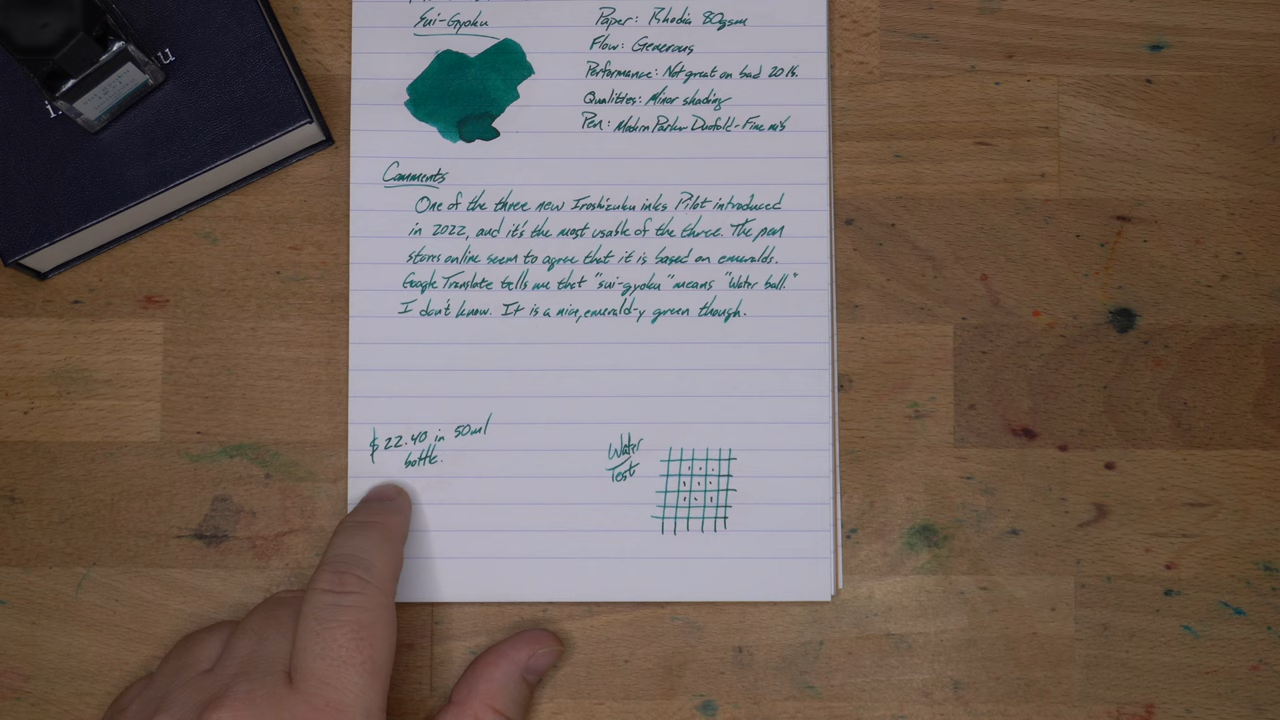 Sui-Gyoku
Paper: Rhodia 80gsm
Flow: Generous
Performance: Not great on bad 20 lb.
Qualities: Minor shading
Pen: Modern Parker Duofold - Fine nib
Comments
One of the three new Iroshizuku inks Pilot introduced
in 2022, and it's the most usable of the three. The pen
stores online seem to agree that it is based on emeralds.
Google Translate tells me that "sui-gyoku" means "Water ball."
I don't know. It is a nice, emerald-y green though.
$22.40 in 50ml
bottle.
Water
Test